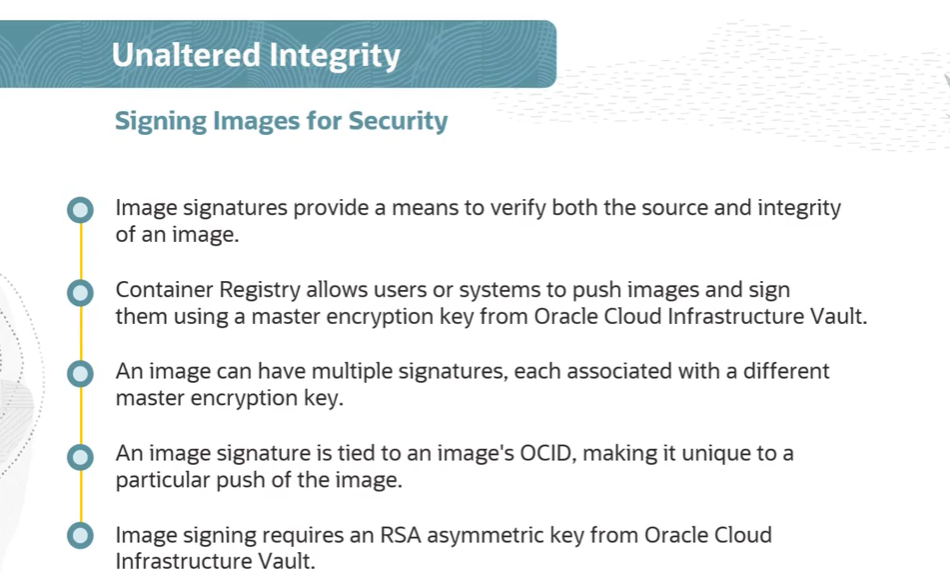 Unaltered Integrity
Signing Images for Security
Image signatures provide a means to verify both the source and integrity
of an image.
Container Registry allows users or systems to push images and sign
them using a master encryption key from Oracle Cloud Infrastructure Vault.
An image can have multiple signatures, each associated with a different
master encryption key.
An image signature is tied to an image's OCID, making it unique to a
particular push of the image.
Image signing requires an RSA asymmetric key from Oracle Cloud
Infrastructure Vault.